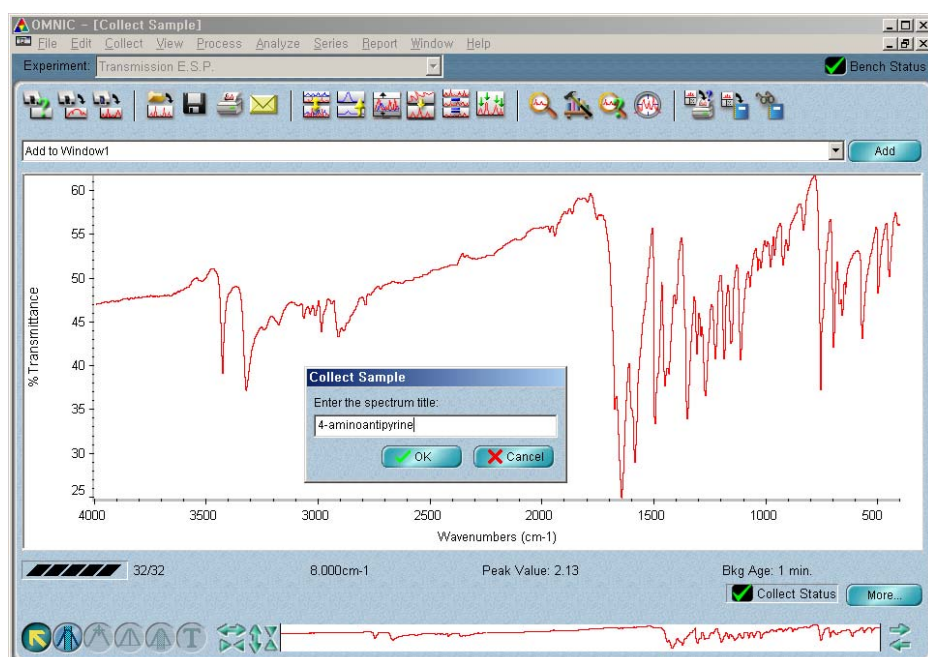 OMNIC - [Collect Sample]
File Edit Collect View Process Analyze Series Report Window Help
Experiment: Transmission E.S.P. Bench Status
Add to Window1 Add
60
55
50
45
40
35
30
25
% Transmittance
Collect Sample
Enter the spectrum title:
4-aminoantipyrine
OK Cancel
4000 3500 3000 2500 2000 1500 1000 500
Wavenumbers (cm-1)
32/32 8.000cm-1 Peak Value: 2.13 Bkg Age: 1 min.
Collect Status More...
T